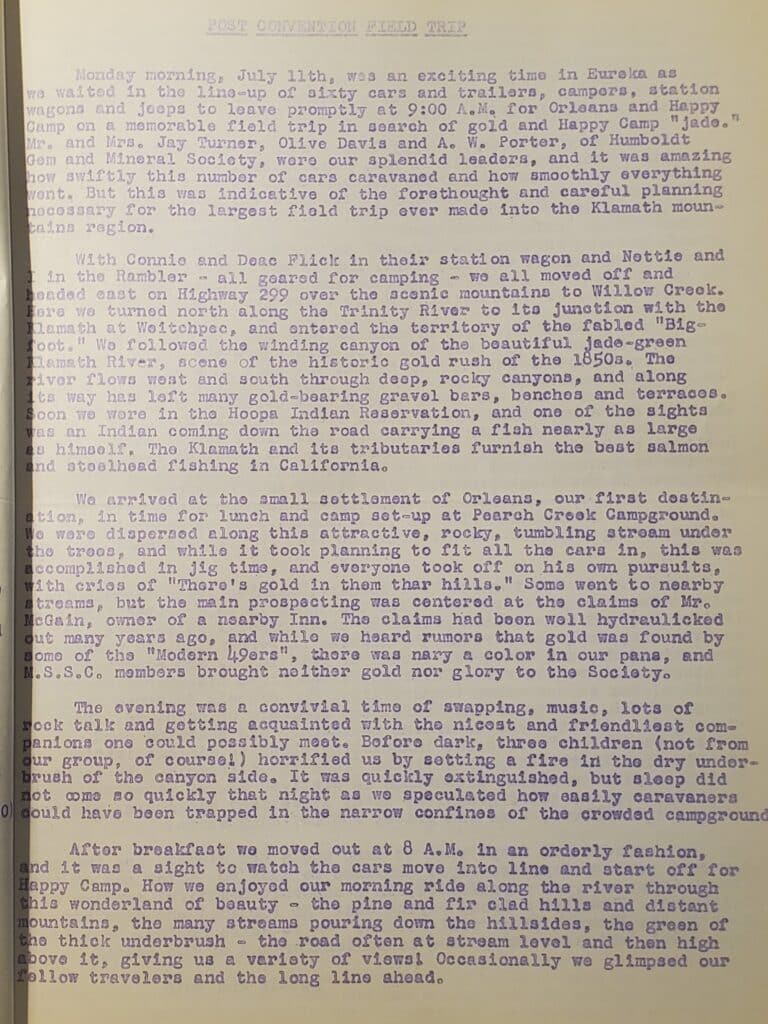 POST CONVENTION FIELD TRIP
Monday morning, July 11th, was an exciting time in Eureka as
we waited in the line-up of sixty cars and trailers, campers, station
wagons and jeeps to leave promptly at 9:00 A.M. for Orleans and Happy
Camp on a memorable field trip in search of gold and Happy Camp "jade."
Mr. and Mrs. Jay Turner, Olive Davis and A. W. Porter, of Humboldt
Gem and Mineral Society, were our splendid leaders, and it was amazing
how swiftly this number of cars caravaned and how smoothly everything
went. But this was indicative of the forethought and careful planning
necessary for the largest field trip ever made into the Klamath moun-
tains region.
With Connie and Deac Flick in their station wagon and Nettie and
I in the Rambler - all geared for camping - we all moved off and
headed east on Highway 299 over the scenic mountains to Willow Creek.
Here we turned north along the Trinity River to its junction with the
Klamath at Weitchpec, and entered the territory of the fabled "Big-
foot." We followed the winding canyon of the beautiful jade-green
Klamath River, scene of the historic gold rush of the 1850s. The
river flows west and south through deep, rocky canyons, and along
its way has left many gold-bearing gravel bars, benches and terraces.
Soon we were in the Hoopa Indian Reservation, and one of the sights
was an Indian coming down the road carrying a fish nearly as large
as himself. The Klamath and its tributaries furnish the best salmon
and steelhead fishing in California.
We arrived at the small settlement of Orleans, our first destin-
ation, in time for lunch and camp set-up at Pearch Creek Campground.
We were dispersed along this attractive, rocky, tumbling stream under
the trees, and while it took planning to fit all the cars in, this was
accomplished in jig time, and everyone took off on his own pursuits,
with cries of "There's gold in them thar hills." Some went to nearby
streams, but the main prospecting was centered at the claims of Mr.
McGain, owner of a nearby Inn. The claims had been well hydraulicked
out many years ago, and while we heard rumors that gold was found by
some of the "Modern 49ers", there was nary a color in our pans, and
M.S.S.C. members brought neither gold nor glory to the Society.
The evening was a convivial time of swapping, music, lots of
rock talk and getting acquainted with the nicest and friendliest com-
panions one could possibly meet. Before dark, three children (not from
our group, of course!) horrified us by setting a fire in the dry under-
brush of the canyon side. It was quickly extinguished, but sleep did
not come so quickly that night as we speculated how easily caravaners
0) could have been trapped in the narrow confines of the crowded campground
After breakfast we moved out at 8 A.M. in an orderly fashion,
and it was a sight to watch the cars move into line and start off for
Happy Camp. How we enjoyed our morning ride along the river through
this wonderland of beauty - the pine and fir clad hills and distant
mountains, the many streams pouring down the hillsides, the green of
the thick underbrush - the road often at stream level and then high
above it, giving us a variety of views! Occasionally we glimpsed our
fellow travelers and the long line ahead.